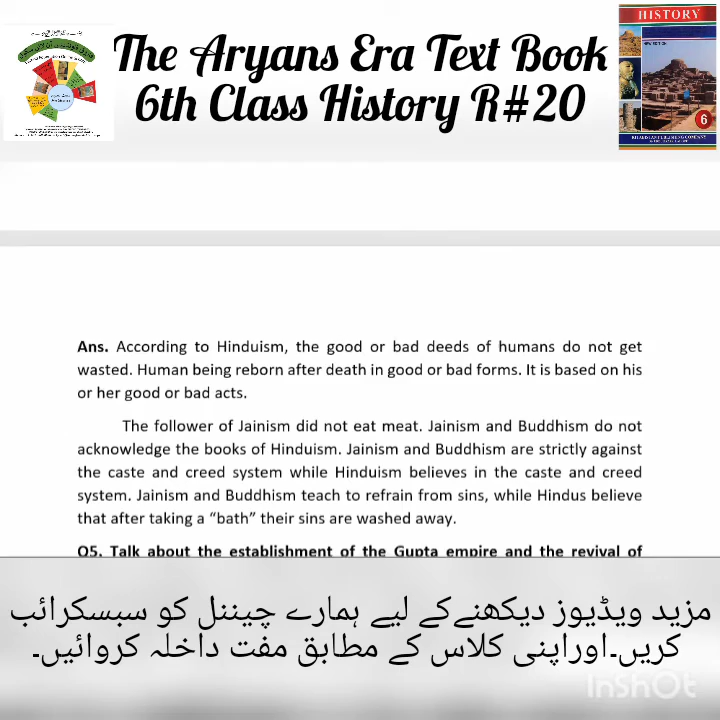 The Aryans Era Text Book
6th Class History R#20
HISTORY
NEW EDITION
6
Ans. According to Hinduism, the good or bad deeds of humans do not get
wasted. Human being reborn after death in good or bad forms. It is based on his
or her good or bad acts.
The follower of Jainism did not eat meat. Jainism and Buddhism do not
acknowledge the books of Hinduism. Jainism and Buddhism are strictly against
the caste and creed system while Hinduism believes in the caste and creed
system. Jainism and Buddhism teach to refrain from sins, while Hindus believe
that after taking a “bath” their sins are washed away.
Q5. Talk about the establishment of the Gupta empire and the revival of
مزید ویڈیوز دیکھنےکے لیے ہمارے چیننل کو سبسکرائب
کریں۔اوراپنی کلاس کے مطابق مفت داخلہ کروائیں۔
InShOt